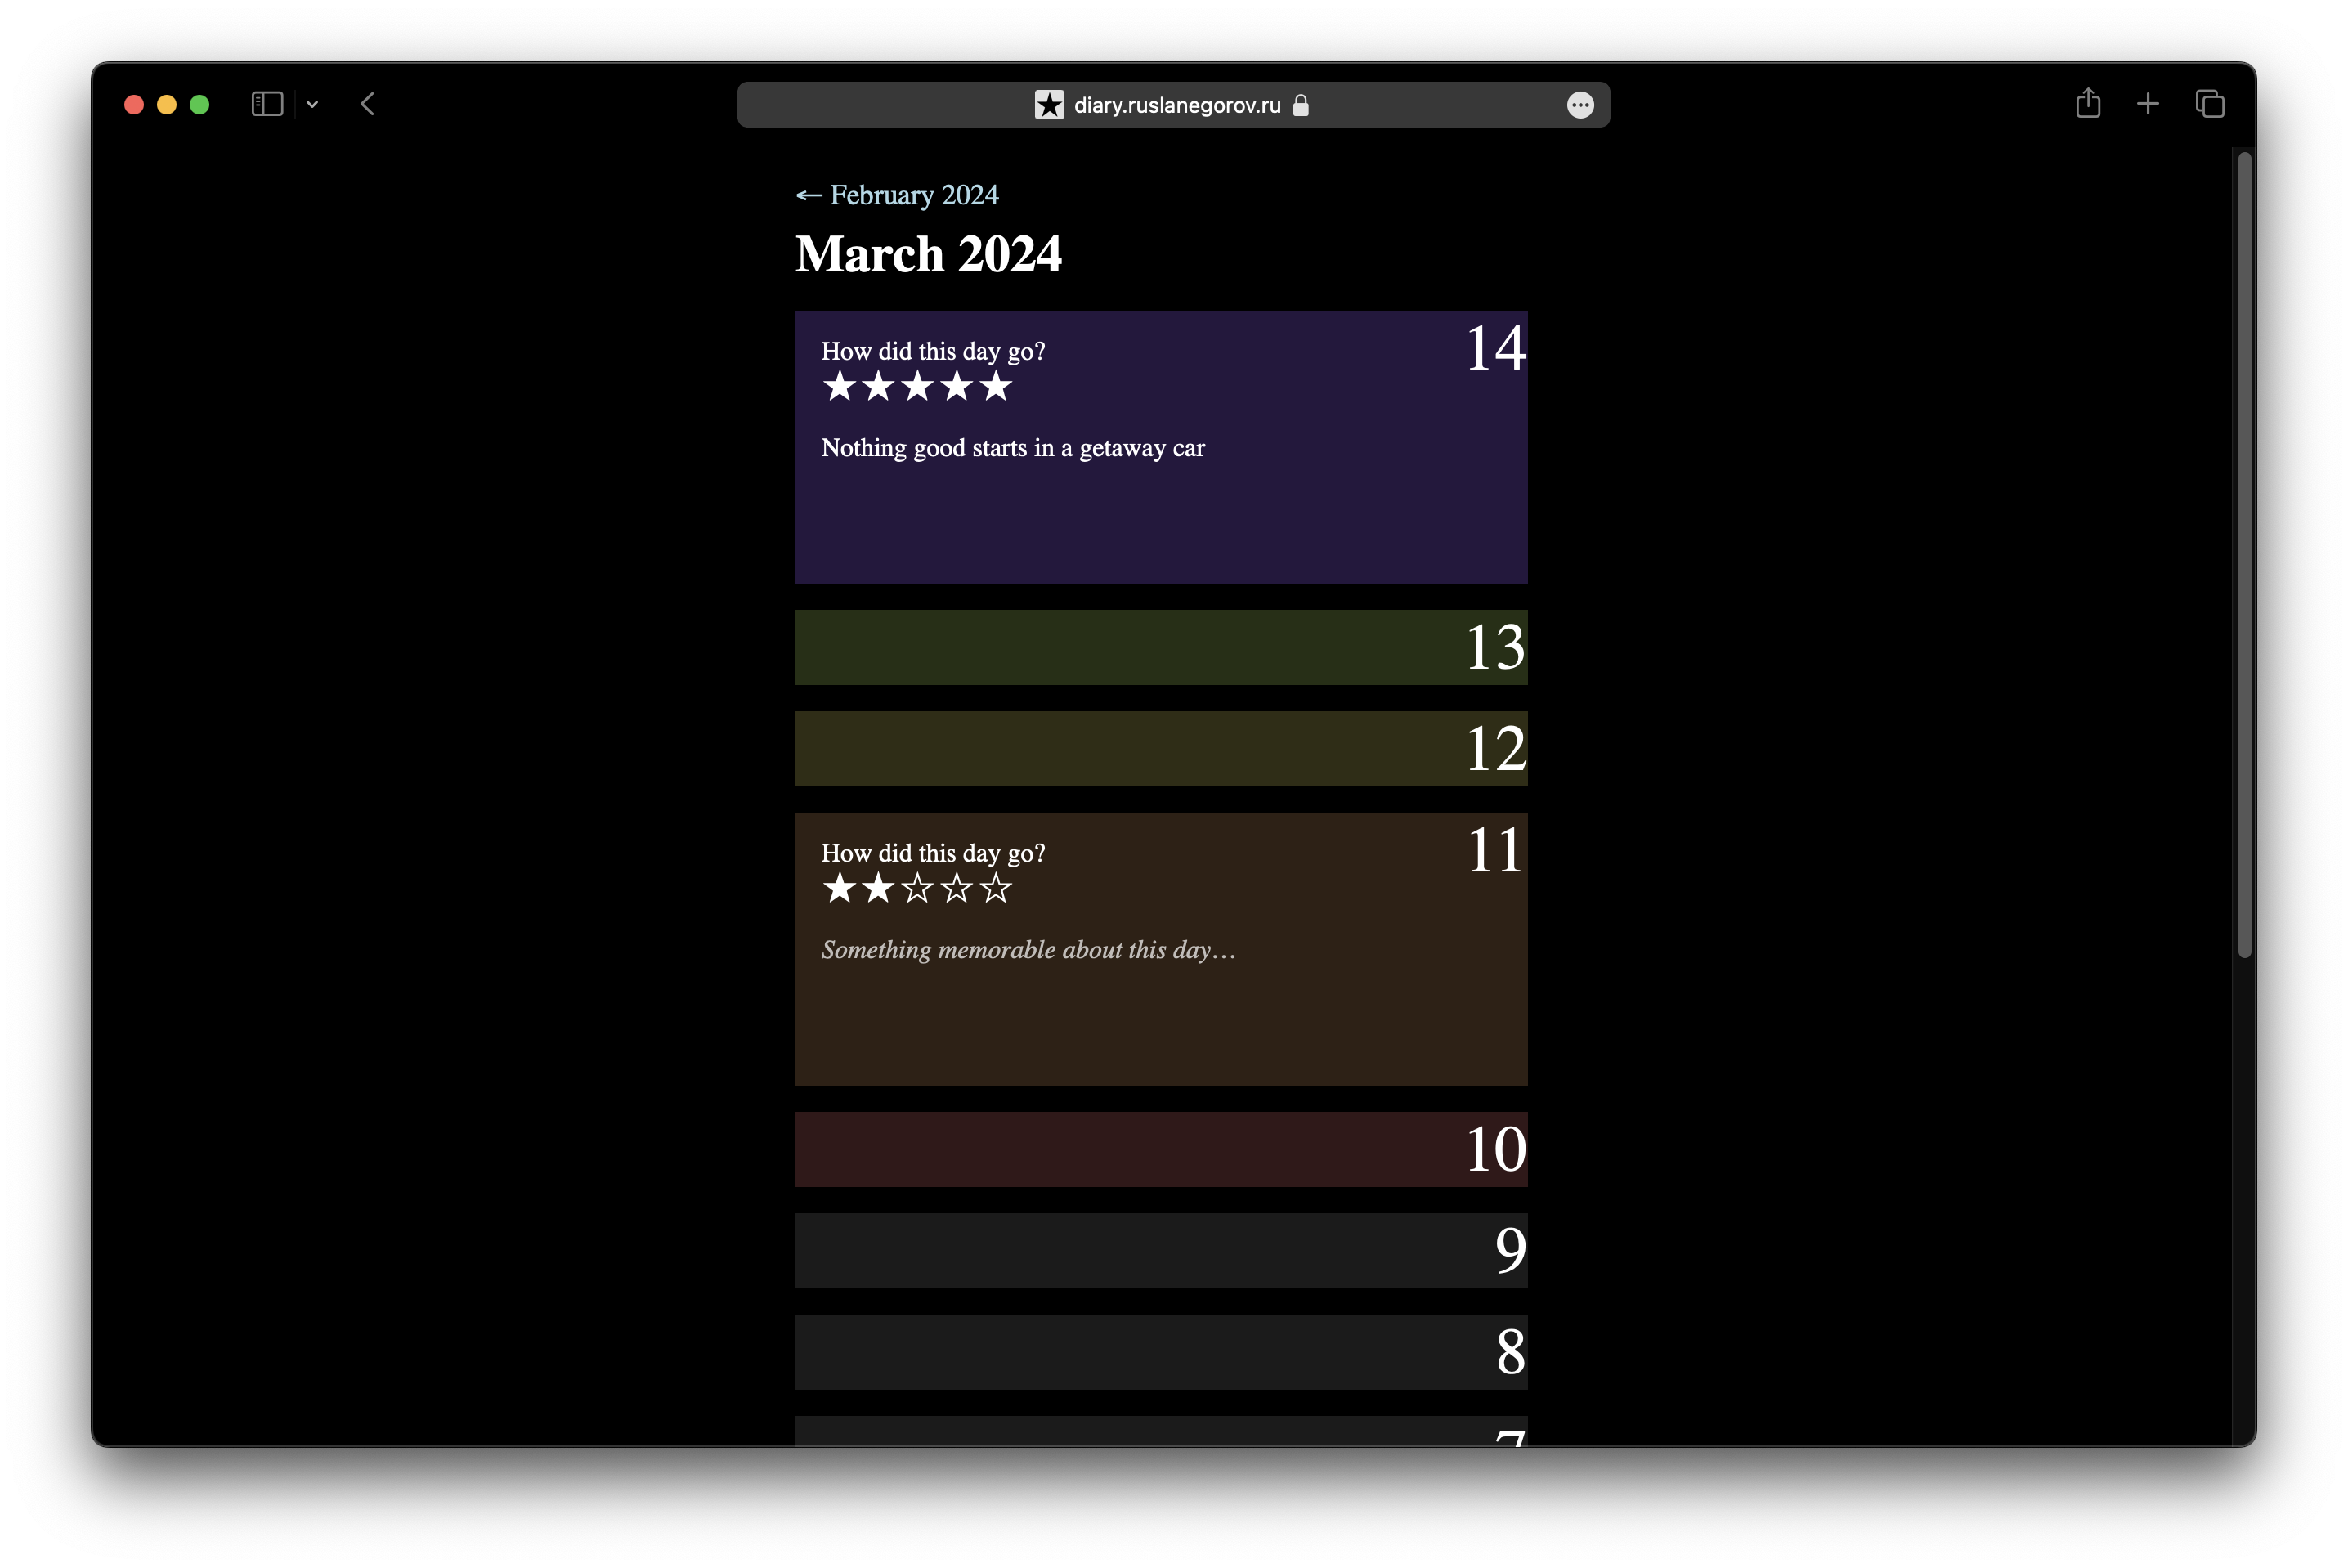 diary.ruslanegorov.ru
← February 2024
March 2024
14
How did this day go?
★★★★★
Nothing good starts in a getaway car
13
12
11
How did this day go?
★★☆☆☆
Something memorable about this day…
10
9
8
7